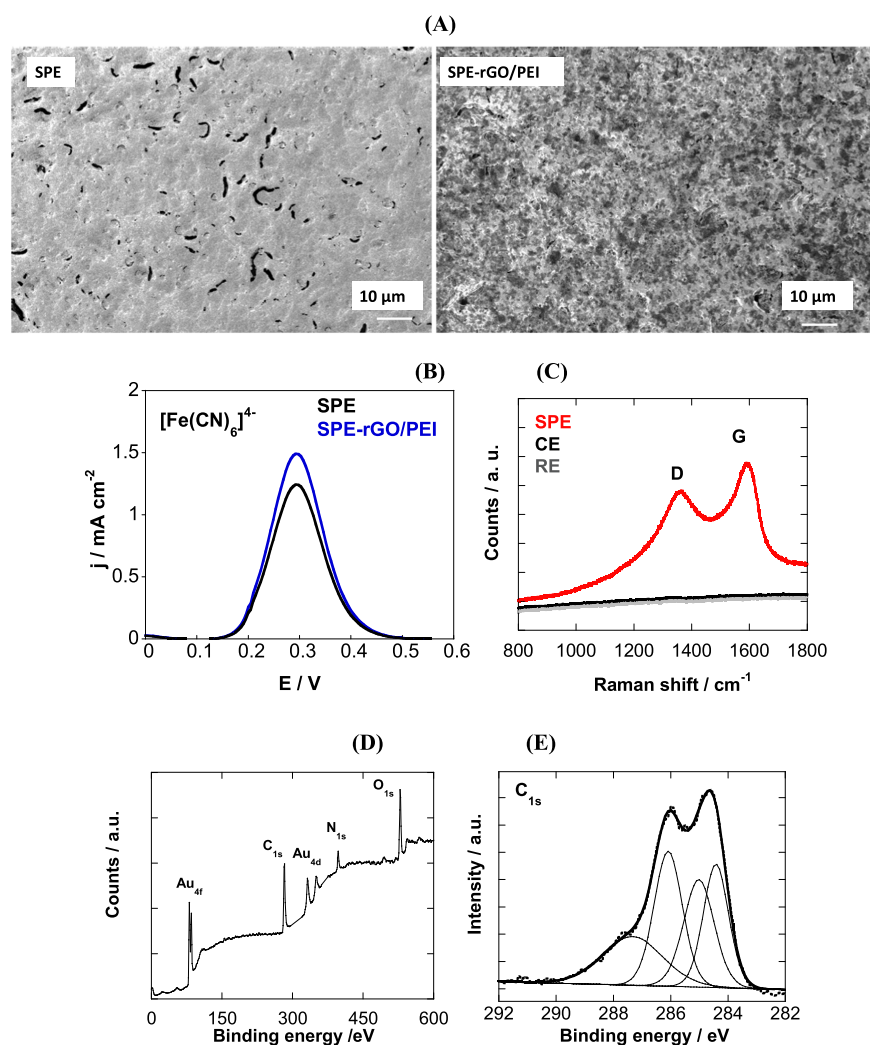 (A)
SPE
10 µm
SPE-rGO/PEI
10 µm
(B)
[Fe(CN)6]4-
SPE
SPE-rGO/PEI
j / mA cm-2
2
1.5
1
0.5
0
0 0.1 0.2 0.3 0.4 0.5 0.6
E / V
(C)
SPE
CE
RE
D
G
Counts / a. u.
800 1000 1200 1400 1600 1800
Raman shift / cm-1
(D)
Au4f
C1s
Au4d
N1s
O1s
Counts / a.u.
0 150 300 450 600
Binding energy /eV
(E)
C1s
Intensity / a.u.
292 290 288 286 284 282
Binding energy / eV